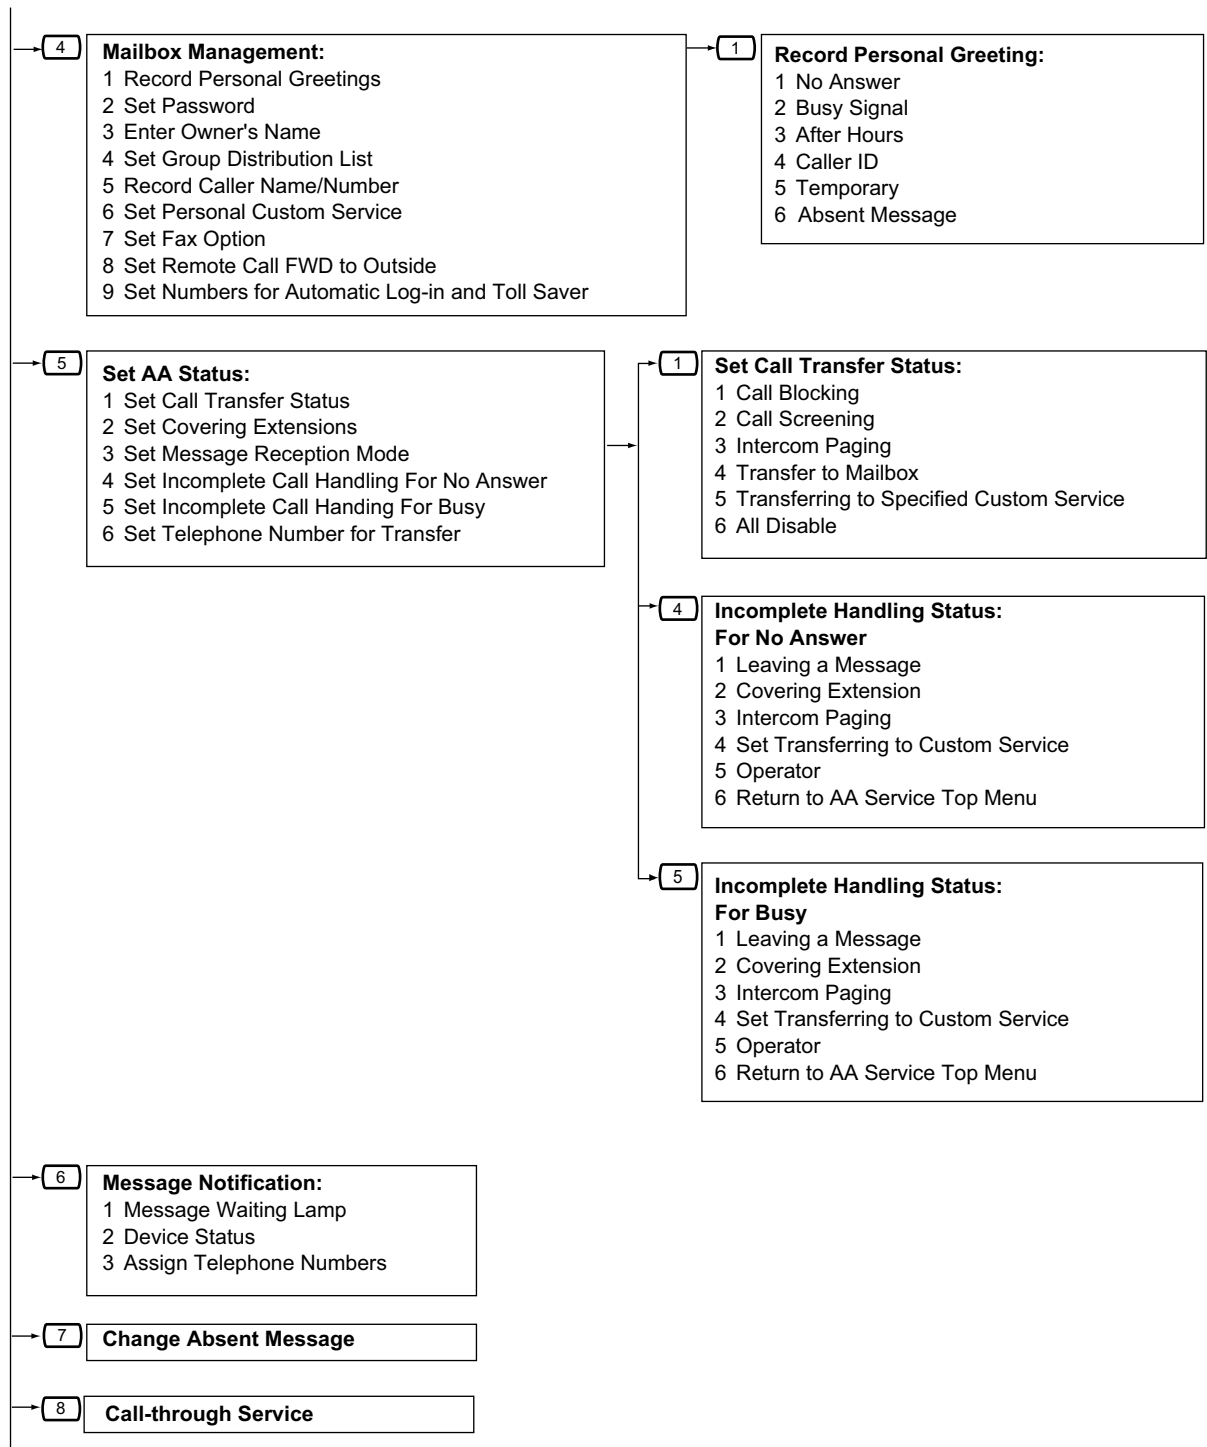 4
Mailbox Management:
1 Record Personal Greetings
2 Set Password
3 Enter Owner's Name
4 Set Group Distribution List
5 Record Caller Name/Number
6 Set Personal Custom Service
7 Set Fax Option
8 Set Remote Call FWD to Outside
9 Set Numbers for Automatic Log-in and Toll Saver
1
Record Personal Greeting:
1 No Answer
2 Busy Signal
3 After Hours
4 Caller ID
5 Temporary
6 Absent Message
5
Set AA Status:
1 Set Call Transfer Status
2 Set Covering Extensions
3 Set Message Reception Mode
4 Set Incomplete Call Handling For No Answer
5 Set Incomplete Call Handing For Busy
6 Set Telephone Number for Transfer
1
Set Call Transfer Status:
1 Call Blocking
2 Call Screening
3 Intercom Paging
4 Transfer to Mailbox
5 Transferring to Specified Custom Service
6 All Disable
4
Incomplete Handling Status:
For No Answer
1 Leaving a Message
2 Covering Extension
3 Intercom Paging
4 Set Transferring to Custom Service
5 Operator
6 Return to AA Service Top Menu
5
Incomplete Handling Status:
For Busy
1 Leaving a Message
2 Covering Extension
3 Intercom Paging
4 Set Transferring to Custom Service
5 Operator
6 Return to AA Service Top Menu
6
Message Notification:
1 Message Waiting Lamp
2 Device Status
3 Assign Telephone Numbers
7
Change Absent Message
8
Call-through Service